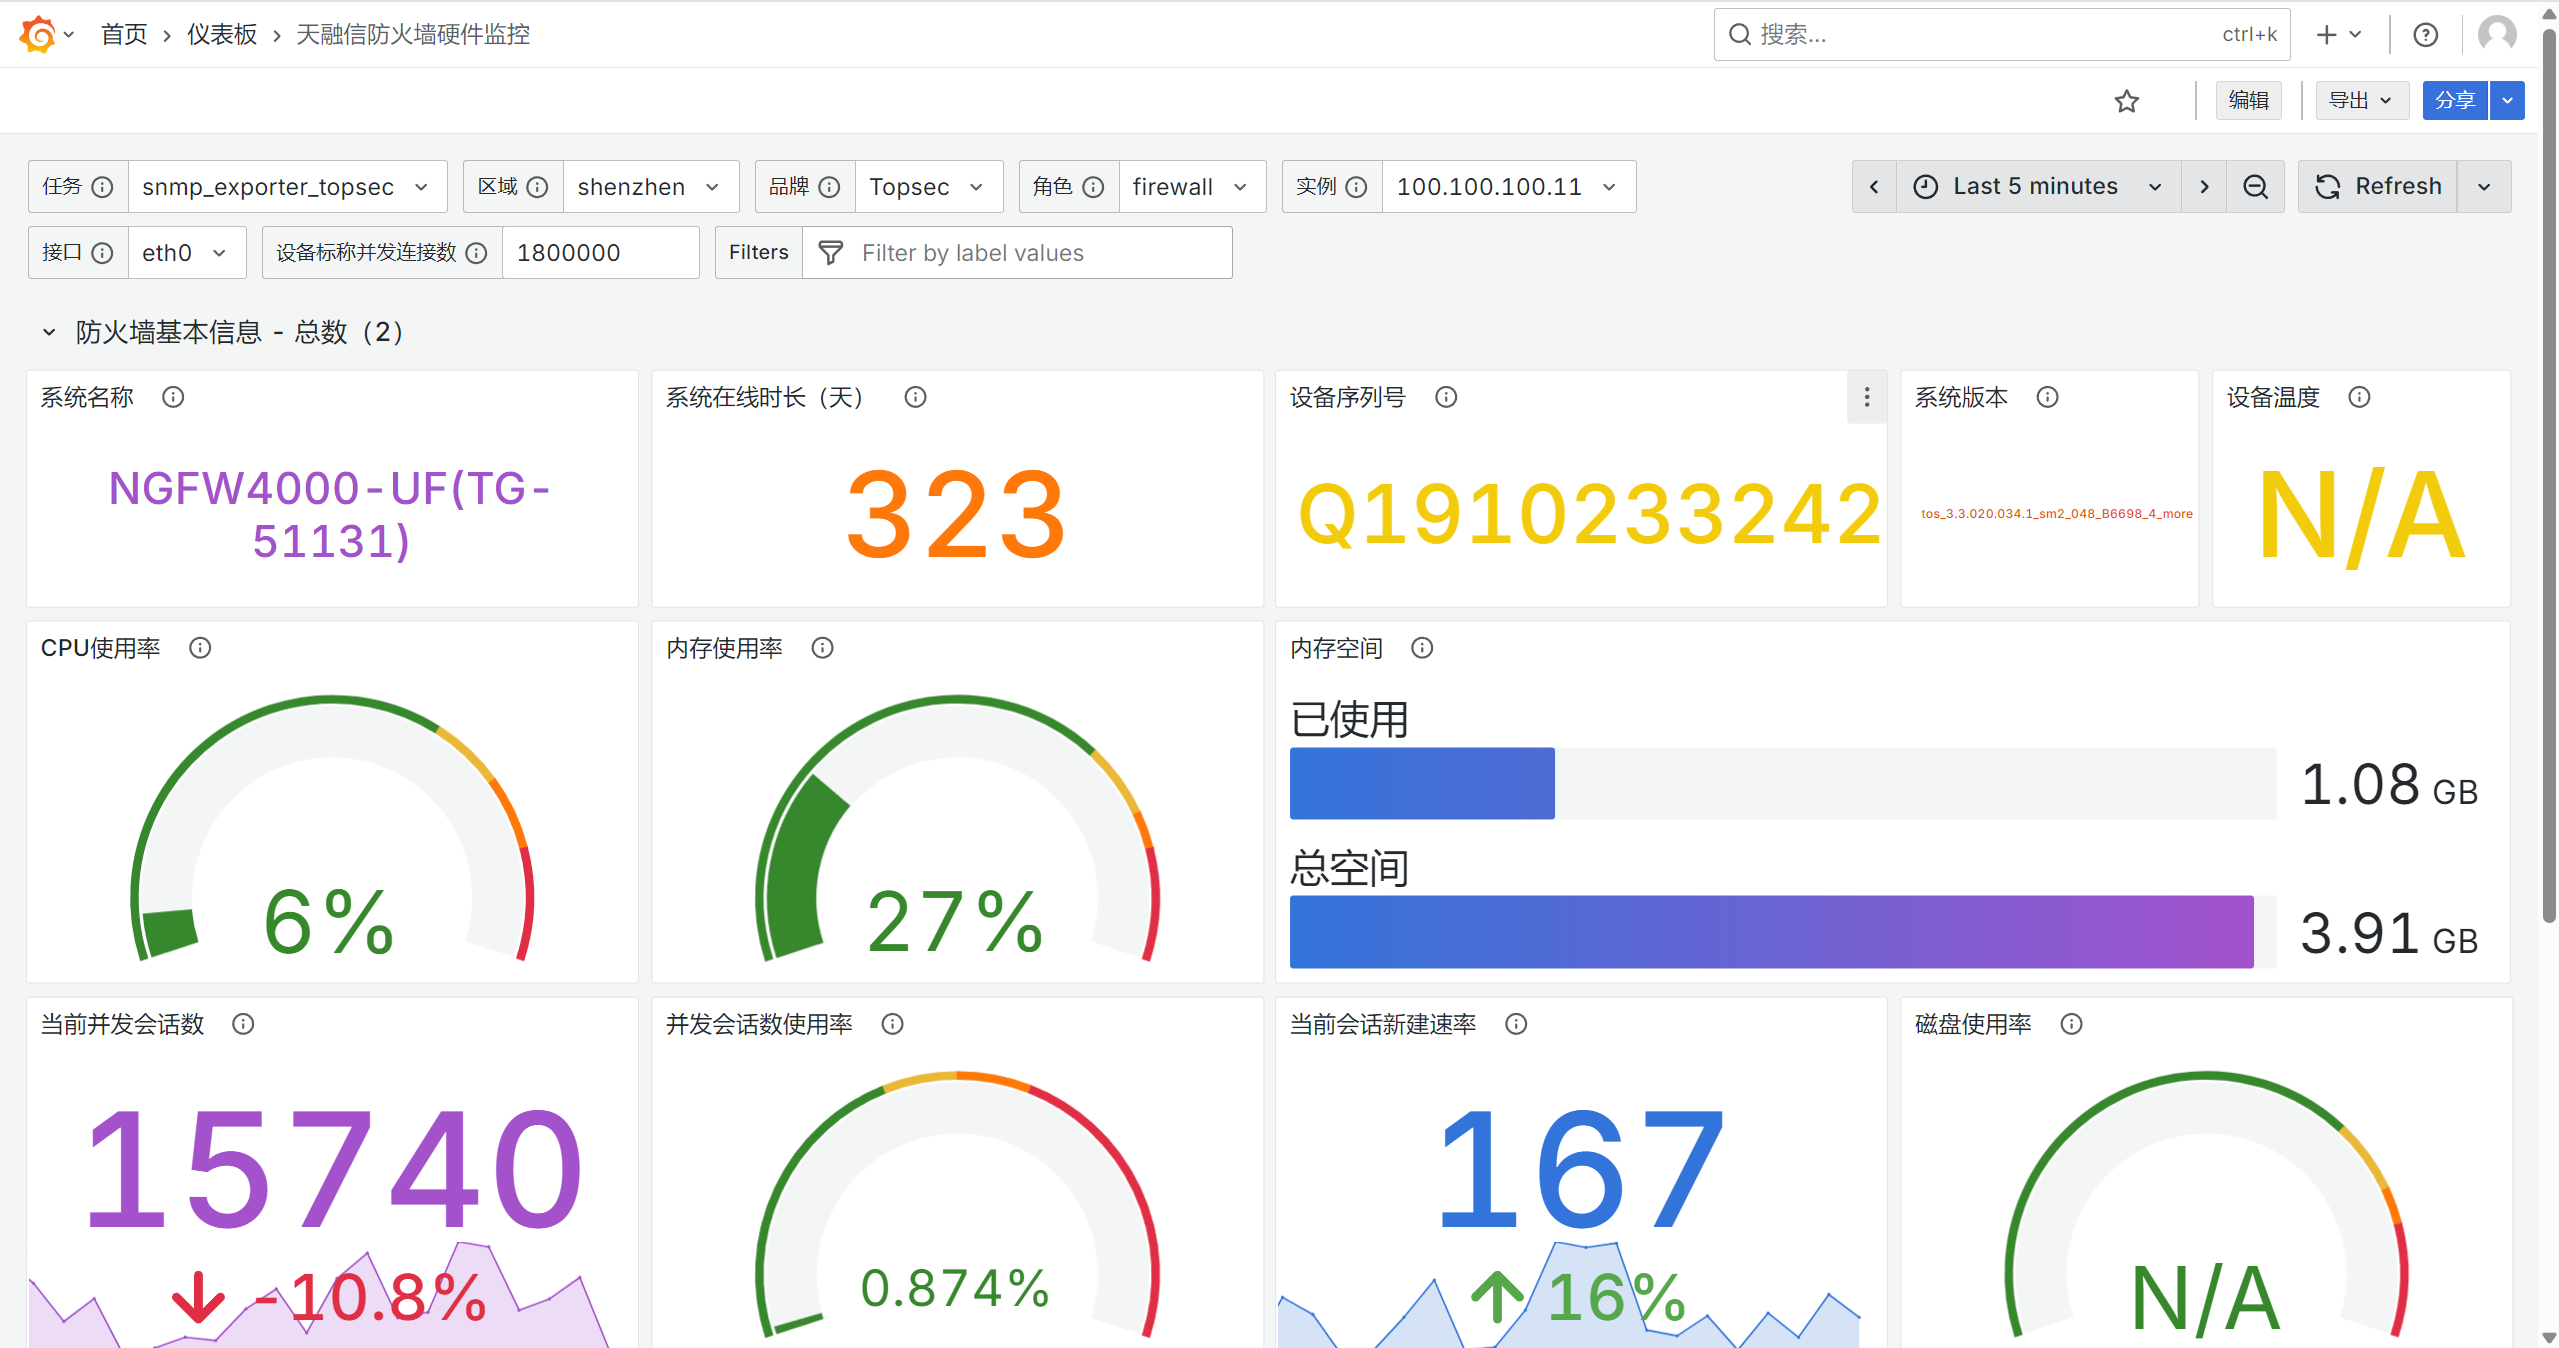 首页 › 仪表板 › 天融信防火墙硬件监控
搜索...
ctrl+k
编辑
导出
分享
任务
snmp_exporter_topsec
区域
shenzhen
品牌
Topsec
角色
firewall
实例
100.100.100.11
Last 5 minutes
Refresh
接口
eth0
设备标称并发连接数
1800000
Filters
Filter by label values
防火墙基本信息 - 总数（2）
系统名称
NGFW4000-UF(TG-
51131)
系统在线时长（天）
323
设备序列号
Q1910233242
系统版本
tos_3.3.020.034.1_sm2_048_B6698_4_more
设备温度
N/A
CPU使用率
6%
内存使用率
27%
内存空间
已使用
1.08 GB
总空间
3.91 GB
当前并发会话数
15740
-10.8%
并发会话数使用率
0.874%
当前会话新建速率
167
16%
磁盘使用率
N/A